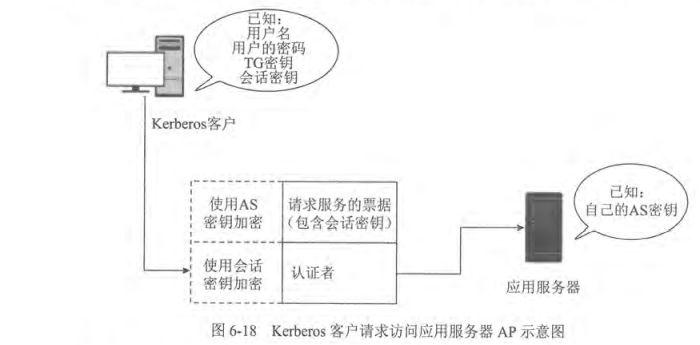 已知：
用户名
用户的密码
TG密钥
会话密钥
Kerberos客户
使用AS
密钥加密
请求服务的票据
（包含会话密钥）
使用会话
密钥加密
认证者
已知：
自己的AS密钥
应用服务器
图 6-18 Kerberos 客户请求访问应用服务器 AP 示意图